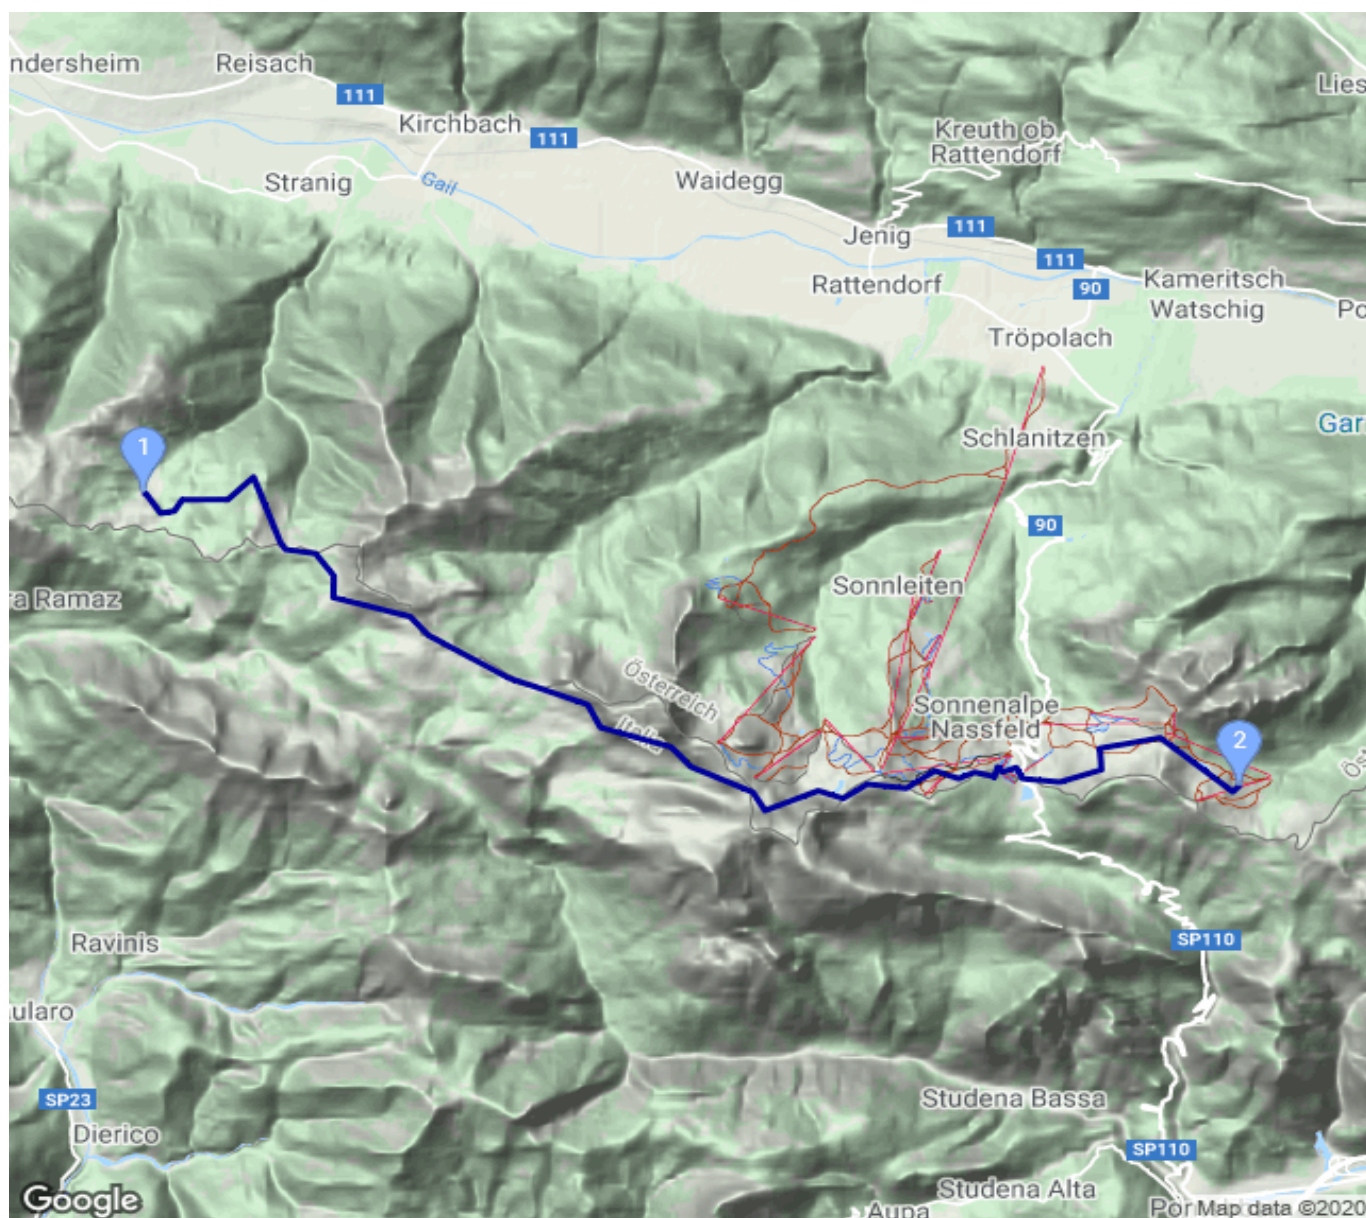 ndersheim
Reisach
Lies
111
Kirchbach
111
Kreuth ob
Rattendorf
Stranig
Gail
Waidegg
111
Jenig
111
Rattendorf
90
Kameritsch
Watschig
Po
Tröpolach
Schlanitzen
Gar
1
90
Sonnleiten
ra Ramaz
Österreich
Italia
Sonnenalpe
Nassfeld
2
Ös
Ravinis
SP110
ularo
SP23
Studena Bassa
Dierico
SP110
Studena Alta
Google
Aupa
Por
Map data ©2020